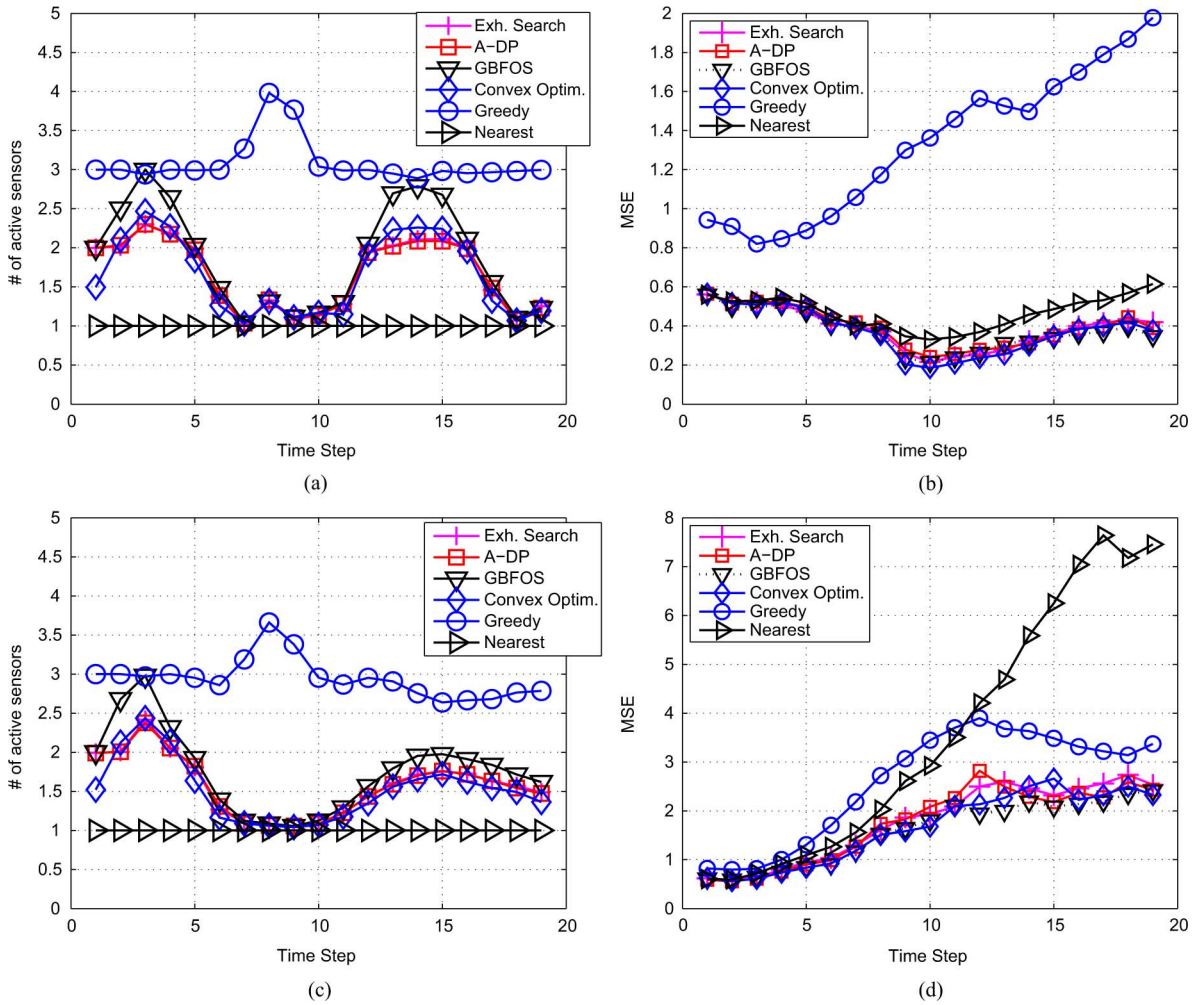 5
4.5
4
3.5
3
2.5
2
1.5
1
0.5
0
# of active sensors
0 5 10 15 20
Time Step
Exh. Search
A-DP
GBFOS
Convex Optim.
Greedy
Nearest
(a)
2
1.8
1.6
1.4
1.2
1
0.8
0.6
0.4
0.2
0
MSE
0 5 10 15 20
Time Step
Exh. Search
A-DP
GBFOS
Convex Optim.
Greedy
Nearest
(b)
5
4.5
4
3.5
3
2.5
2
1.5
1
0.5
0
# of active sensors
0 5 10 15 20
Time Step
Exh. Search
A-DP
GBFOS
Convex Optim.
Greedy
Nearest
(c)
8
7
6
5
4
3
2
1
0
MSE
0 5 10 15 20
Time Step
Exh. Search
A-DP
GBFOS
Convex Optim.
Greedy
Nearest
(d)